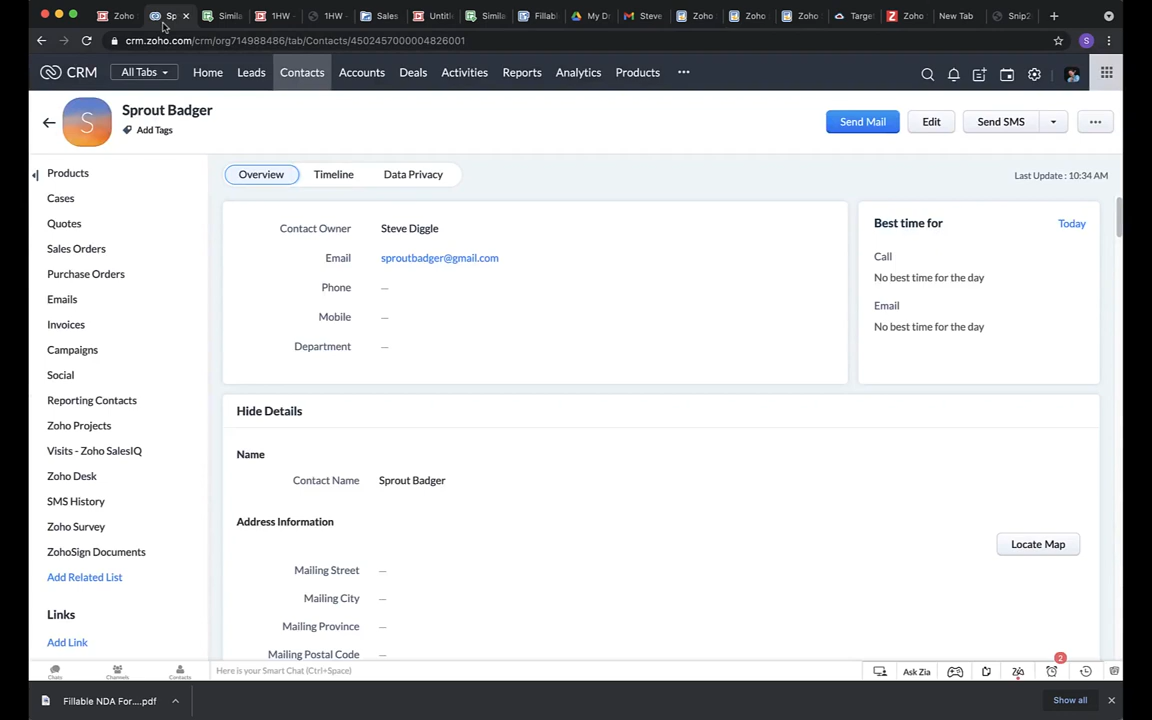 Zoho
Sp
Simila
1HW -
1HW -
Sales
Untitl
Simila
Fillabl
My Dr
Steve
Zoho
Zoho
Zoho
Target
Zoho
New Tab
Snip2
crm.zoho.com/crm/org714988486/tab/Contacts/4502457000004826001
S
CRM
All Tabs
Home
Leads
Contacts
Accounts
Deals
Activities
Reports
Analytics
Products
S
Sprout Badger
Add Tags
Send Mail
Edit
Send SMS
Products
Cases
Quotes
Sales Orders
Purchase Orders
Emails
Invoices
Campaigns
Social
Reporting Contacts
Zoho Projects
Visits - Zoho SalesIQ
Zoho Desk
SMS History
Zoho Survey
ZohoSign Documents
Add Related List
Links
Add Link
Overview
Timeline
Data Privacy
Last Update : 10:34 AM
Contact Owner Steve Diggle
Email sproutbadger@gmail.com
Phone —
Mobile —
Department —
Best time for Today
Call
No best time for the day
Email
No best time for the day
Hide Details
Name
Contact Name Sprout Badger
Address Information
Locate Map
Mailing Street —
Mailing City —
Mailing Province —
Mailing Postal Code —
Chats
Channels
Contacts
Here is your Smart Chat (Ctrl+Space)
Ask Zia
2
Fillable NDA For....pdf
Show all